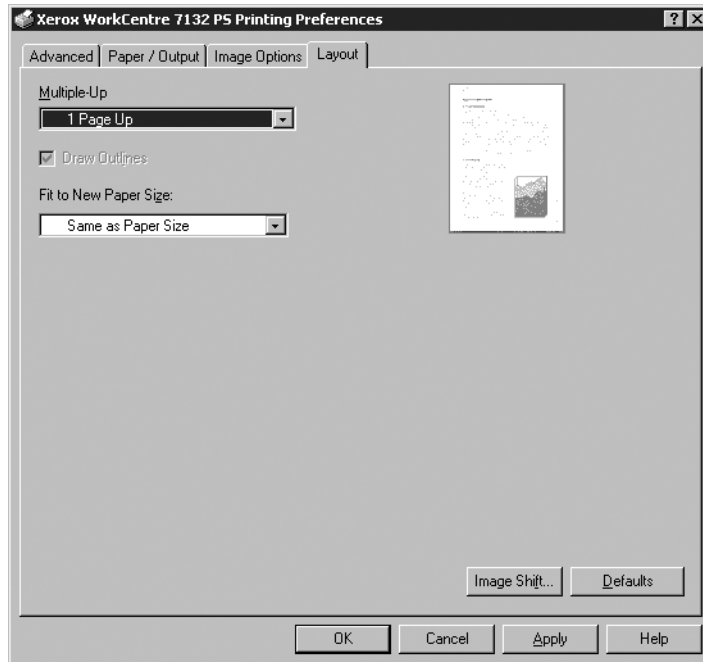 Xerox WorkCentre 7132 PS Printing Preferences
Advanced Paper / Output Image Options Layout
Multiple-Up
1 Page Up
Draw Outlines
Fit to New Paper Size:
Same as Paper Size
Image Shift... Defaults
OK Cancel Apply Help